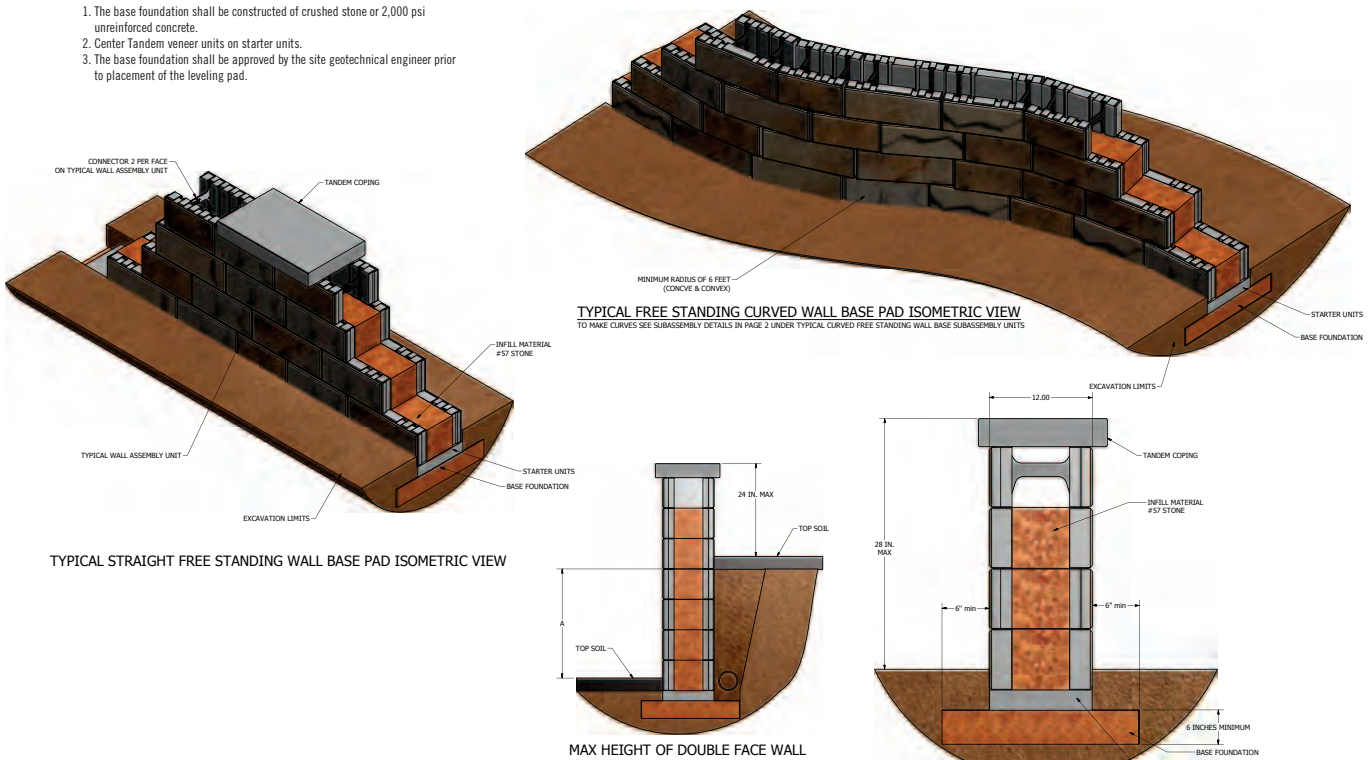 1. The base foundation shall be constructed of crushed stone or 2,000 psi
unreinforced concrete.
2. Center Tandem veneer units on starter units.
3. The base foundation shall be approved by the site geotechnical engineer prior
to placement of the leveling pad.
CONNECTOR 2 PER FACE
ON TYPICAL WALL ASSEMBLY UNIT
TANDEM COPING
INFILL MATERIAL
#57 STONE
TYPICAL WALL ASSEMBLY UNIT
STARTER UNITS
BASE FOUNDATION
EXCAVATION LIMITS
TYPICAL STRAIGHT FREE STANDING WALL BASE PAD ISOMETRIC VIEW
MINIMUM RADIUS OF 6 FEET
(CONCVE & CONVEX)
TYPICAL FREE STANDING CURVED WALL BASE PAD ISOMETRIC VIEW
TO MAKE CURVES SEE SUBASSEMBLY DETAILS IN PAGE 2 UNDER TYPICAL CURVED FREE STANDING WALL BASE SUBASSEMBLY UNITS
STARTER UNITS
BASE FOUNDATION
EXCAVATION LIMITS
24 IN. MAX
TOP SOIL
A
TOP SOIL
MAX HEIGHT OF DOUBLE FACE WALL
12.00
TANDEM COPING
INFILL MATERIAL
#57 STONE
28 IN.
MAX
6" min
6" min
6 INCHES MINIMUM
BASE FOUNDATION